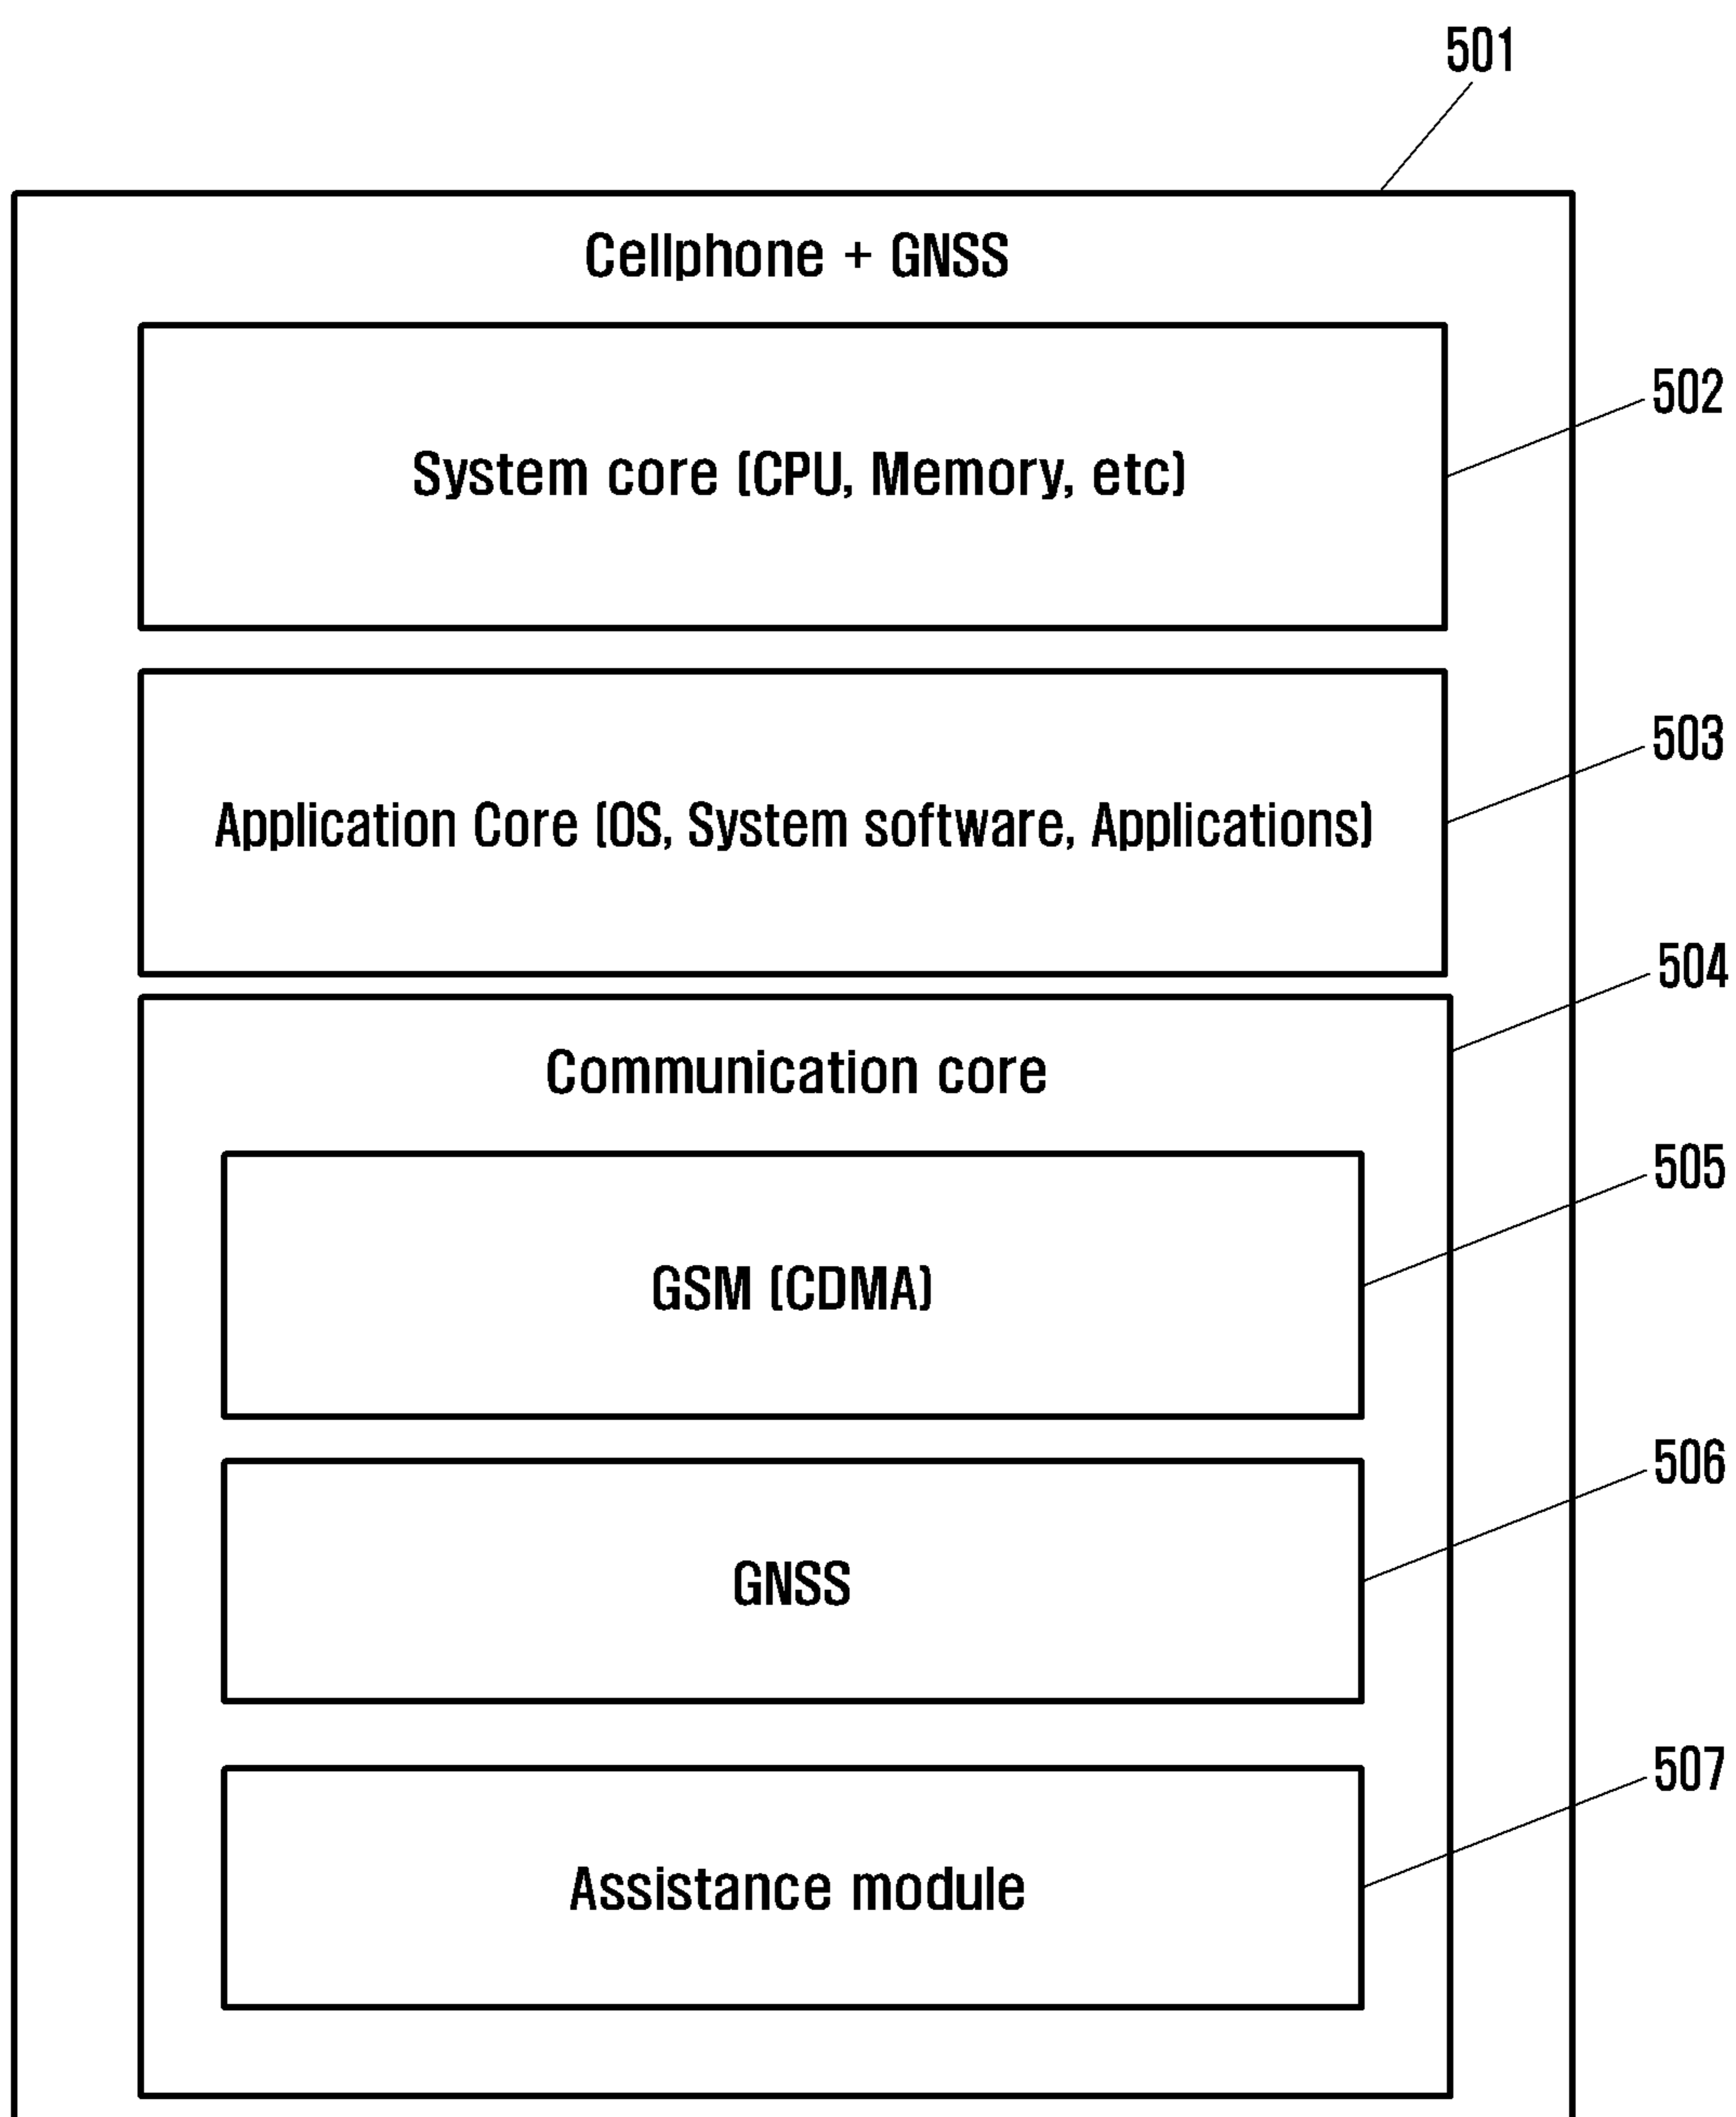 501
Cellphone + GNSS
502
System core (CPU, Memory, etc)
503
Application Core (OS, System software, Applications)
504
Communication core
505
GSM (CDMA)
506
GNSS
507
Assistance module